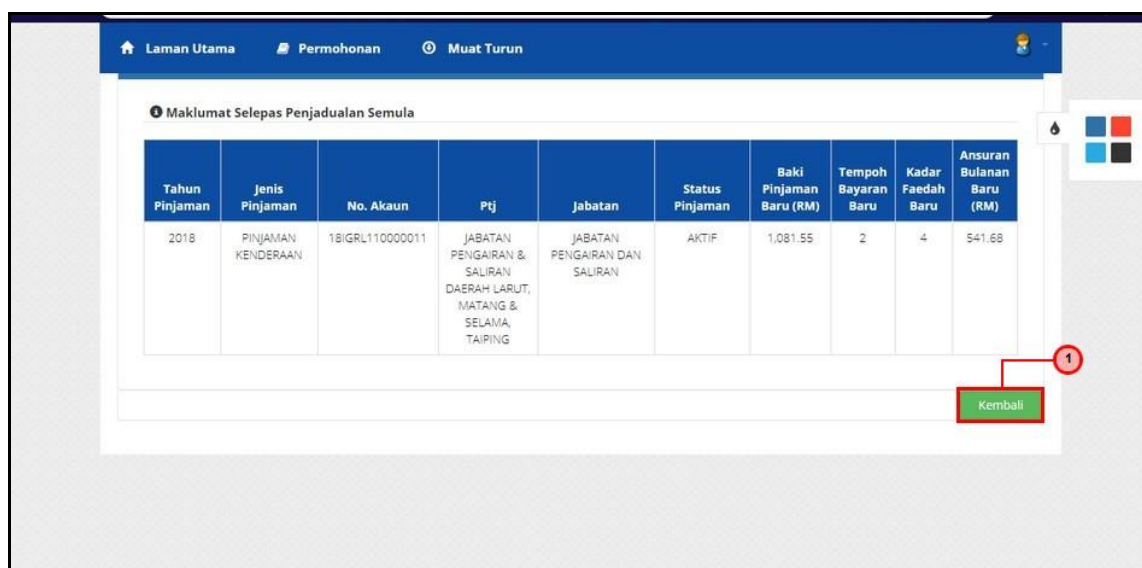 Laman Utama Permohonan Muat Turun
Maklumat Selepas Penjadualan Semula
Tahun Pinjaman
Jenis Pinjaman
No. Akaun
Ptj
Jabatan
Status Pinjaman
Baki Pinjaman Baru (RM)
Tempoh Bayaran Baru
Kadar Faedah Baru
Ansuran Bulanan Baru (RM)
2018
PINJAMAN KENDERAAN
18IGRL110000011
JABATAN PENGAIRAN & SALIRAN DAERAH LARUT, MATANG & SELAMA, TAIPING
JABATAN PENGAIRAN DAN SALIRAN
AKTIF
1,081.55
2
4
541.68
1
Kembali